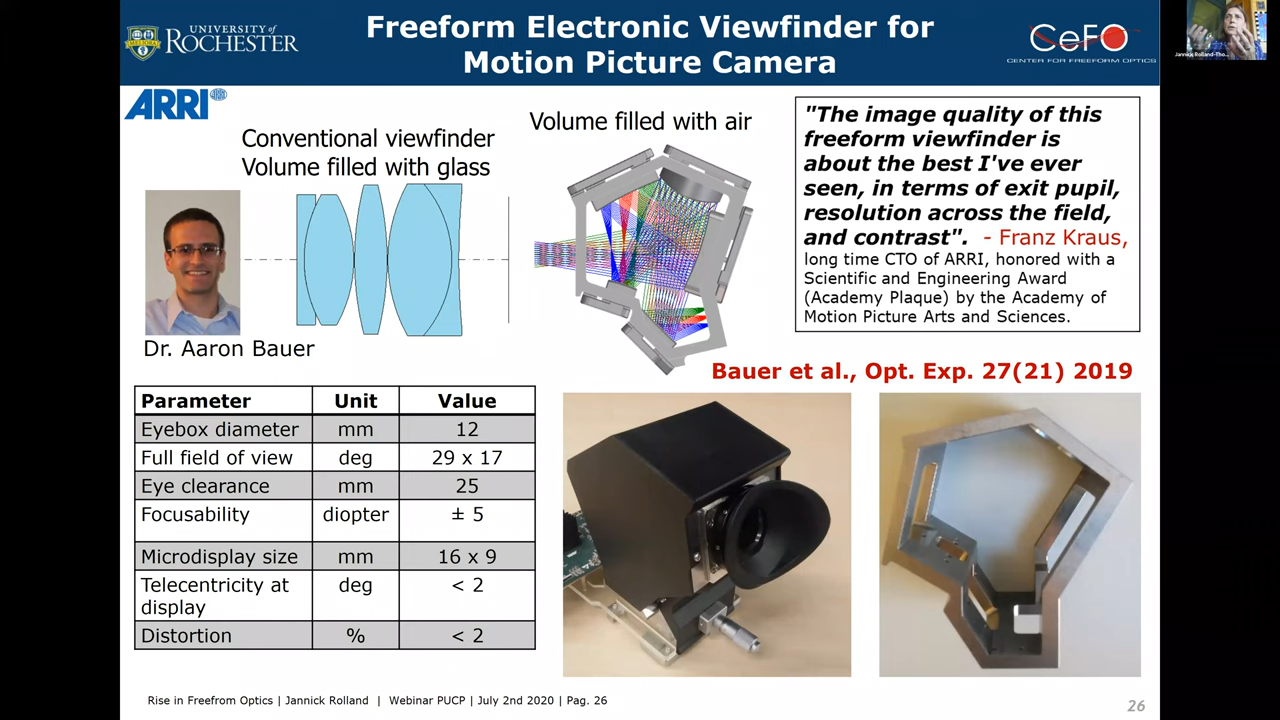 UNIVERSITY of
ROCHESTER
MELIORA
Freeform Electronic Viewfinder for
Motion Picture Camera
CeFO
CENTER FOR FREEFORM OPTICS
ARRI
Conventional viewfinder
Volume filled with glass
Volume filled with air
"The image quality of this
freeform viewfinder is
about the best I've ever
seen, in terms of exit pupil,
resolution across the field,
and contrast". - Franz Kraus,
long time CTO of ARRI, honored with a
Scientific and Engineering Award
(Academy Plaque) by the Academy of
Motion Picture Arts and Sciences.
Dr. Aaron Bauer
Bauer et al., Opt. Exp. 27(21) 2019
Parameter Unit Value
Eyebox diameter mm 12
Full field of view deg 29 x 17
Eye clearance mm 25
Focusability diopter ± 5
Microdisplay size mm 16 x 9
Telecentricity at deg < 2
display
Distortion % < 2
Rise in Freefrom Optics | Jannick Rolland | Webinar PUCP | July 2nd 2020 | Pag. 26
26
Jannick Rolland-Tho...